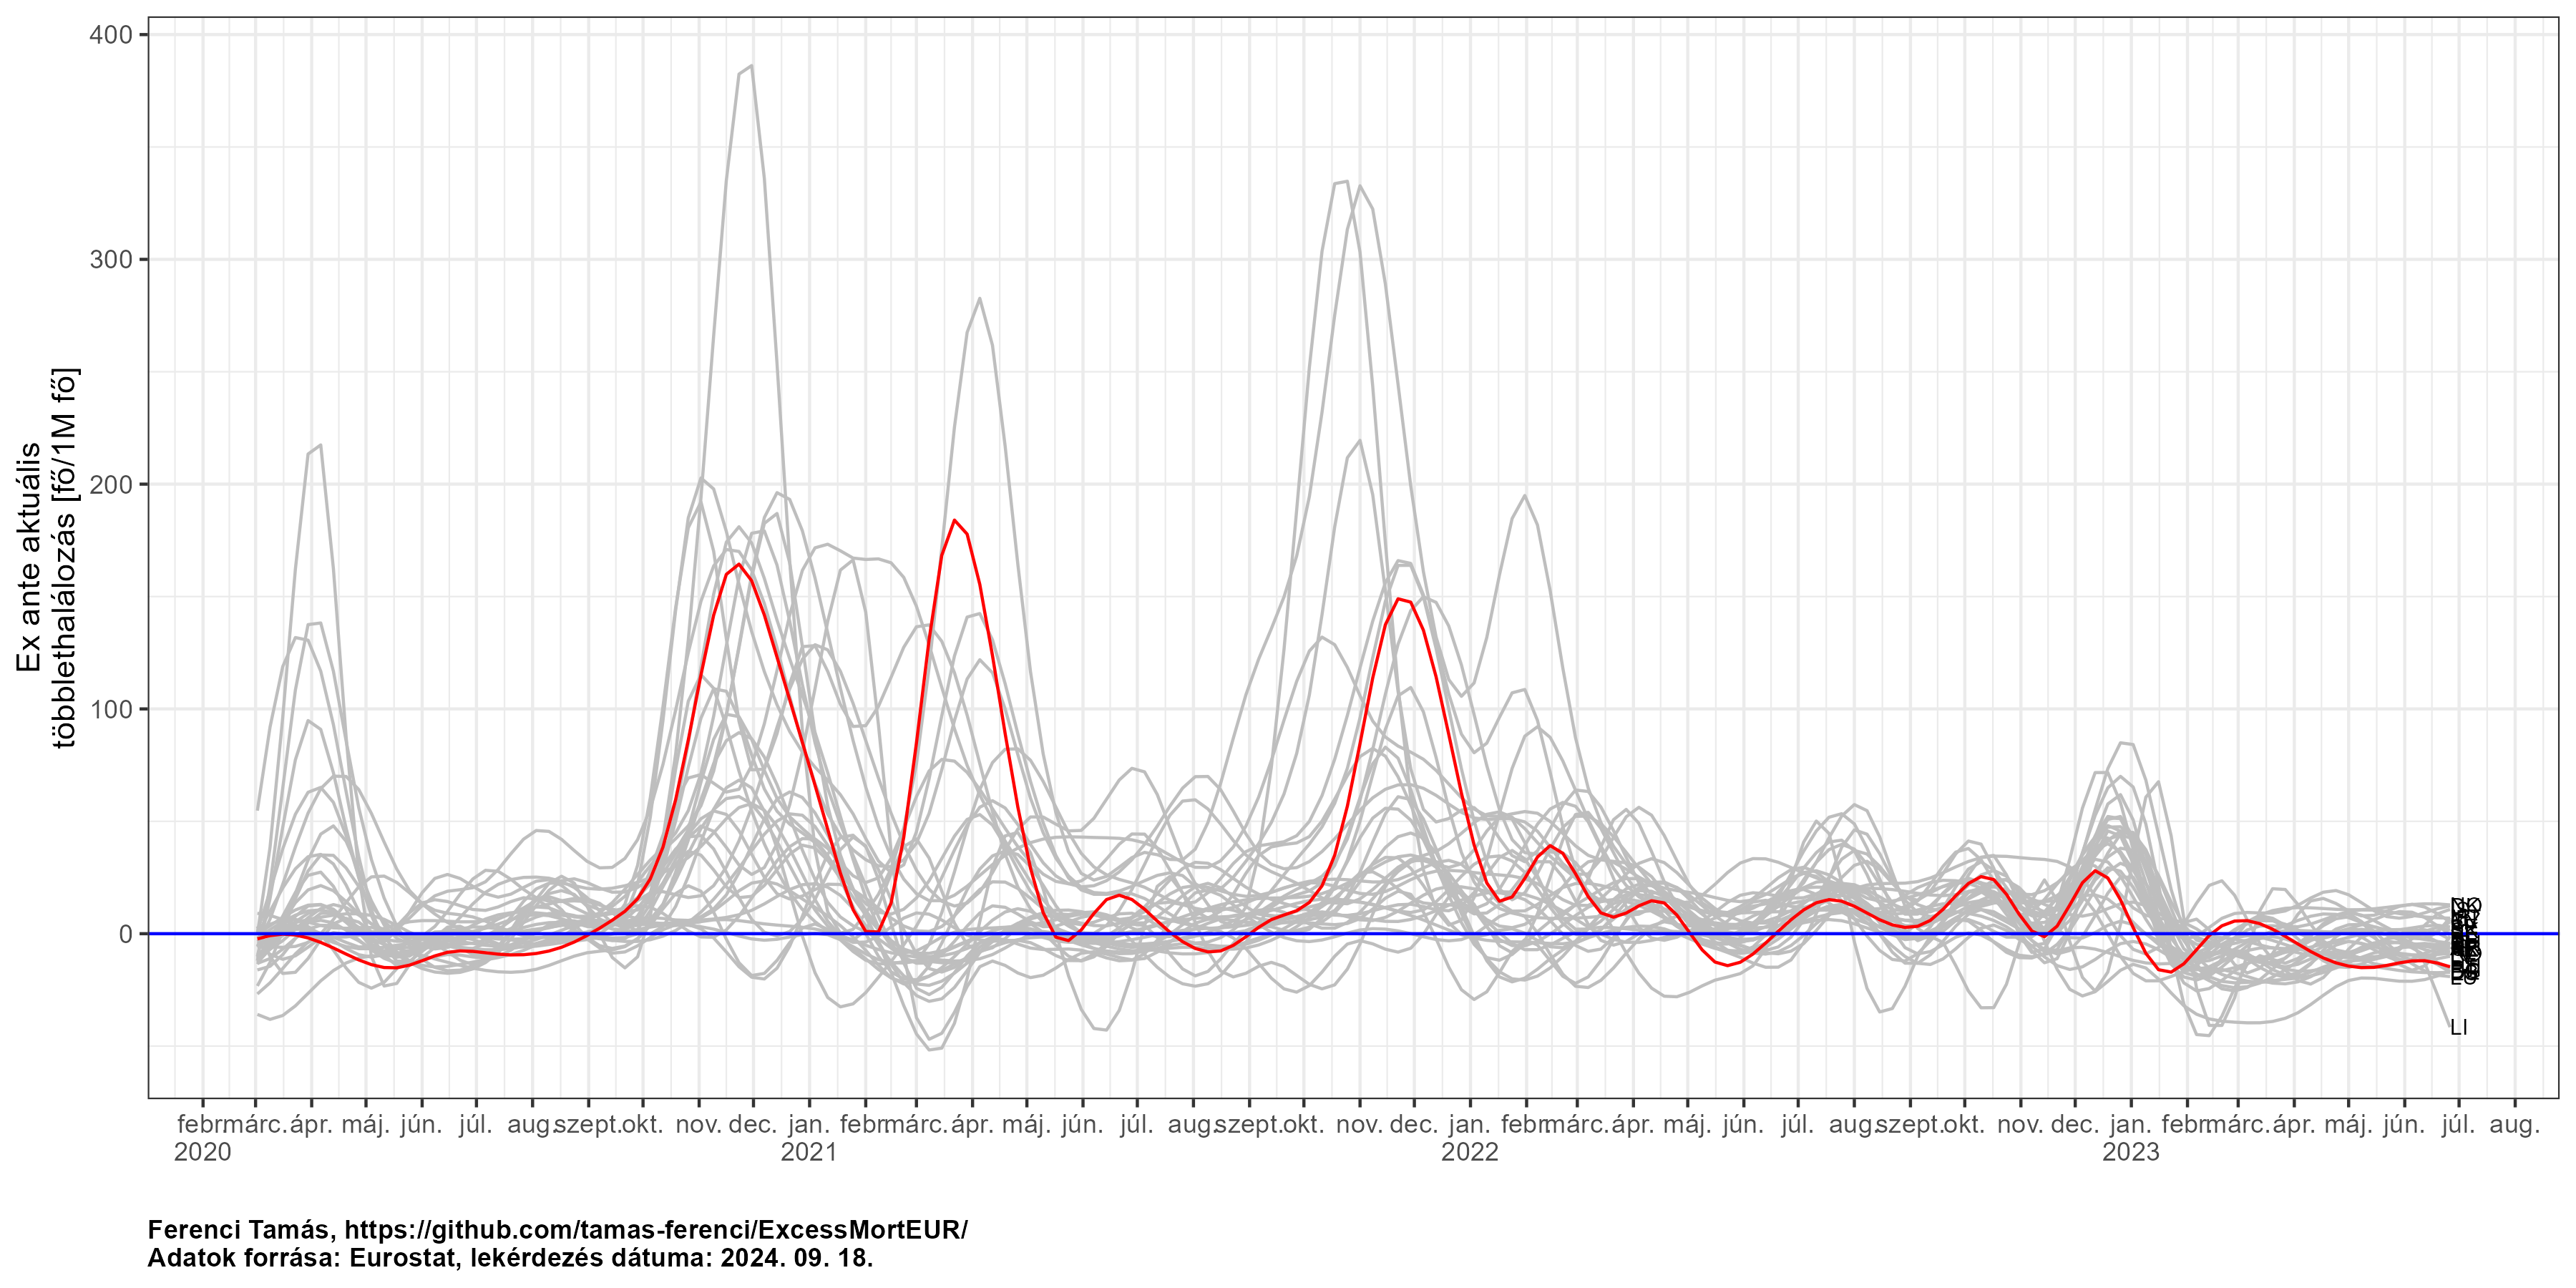 400
300
200
100
0
Ex ante aktuális
többlethalálozás [fő/1M fő]
LI
febr. márc. ápr. máj. jún. júl. aug. szept. okt. nov. dec. jan. febr. márc. ápr. máj. jún. júl. aug. szept. okt. nov. dec. jan. febr. márc. ápr. máj. jún. júl. aug. szept. okt. nov. dec. jan. febr. márc. ápr. máj. jún. júl. aug.
2020 2021 2022 2023
Ferenci Tamás, https://github.com/tamas-ferenci/ExcessMortEUR/
Adatok forrása: Eurostat, lekérdezés dátuma: 2024. 09. 18.